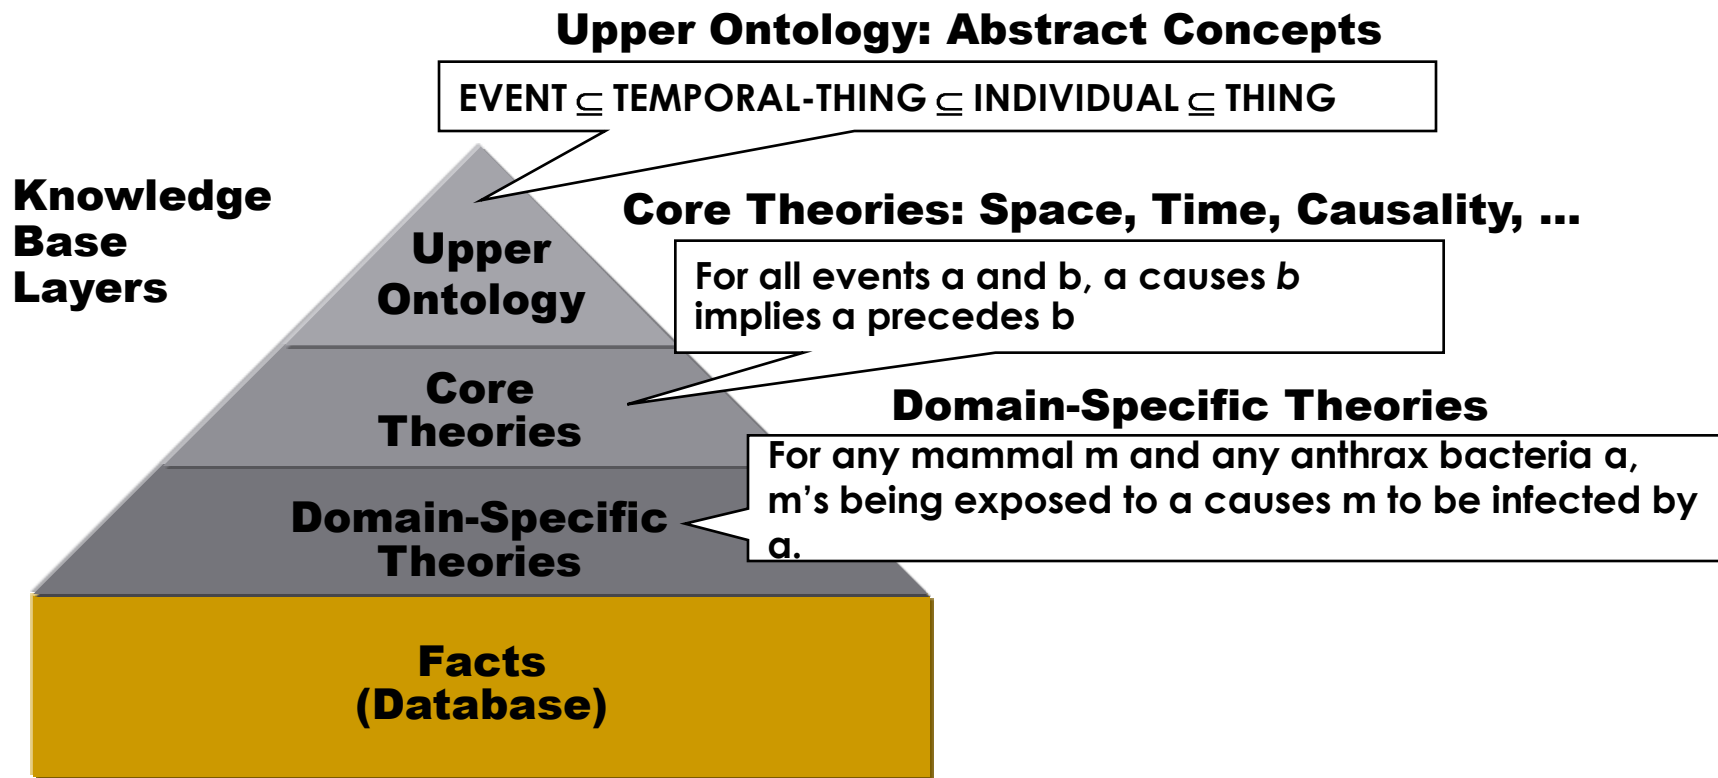 Upper Ontology: Abstract Concepts
EVENT ⊆ TEMPORAL-THING ⊆ INDIVIDUAL ⊆ THING
Knowledge
Base
Layers
Core Theories: Space, Time, Causality, ...
Upper
Ontology
For all events a and b, a causes b
implies a precedes b
Core
Theories
Domain-Specific Theories
For any mammal m and any anthrax bacteria a,
m’s being exposed to a causes m to be infected by
a.
Domain-Specific
Theories
Facts
(Database)